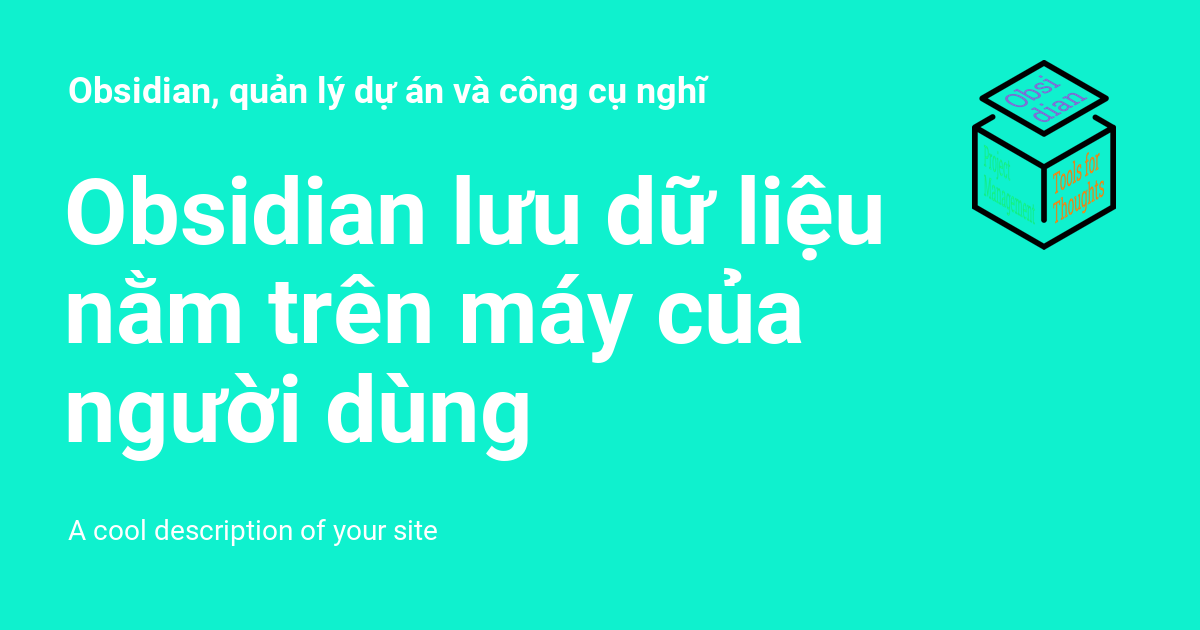 Obsidian, quản lý dự án và công cụ nghĩ
Obsi
dian
Project
Management
Tools for
Thoughts
Obsidian lưu dữ liệu
nằm trên máy của
người dùng
A cool description of your site